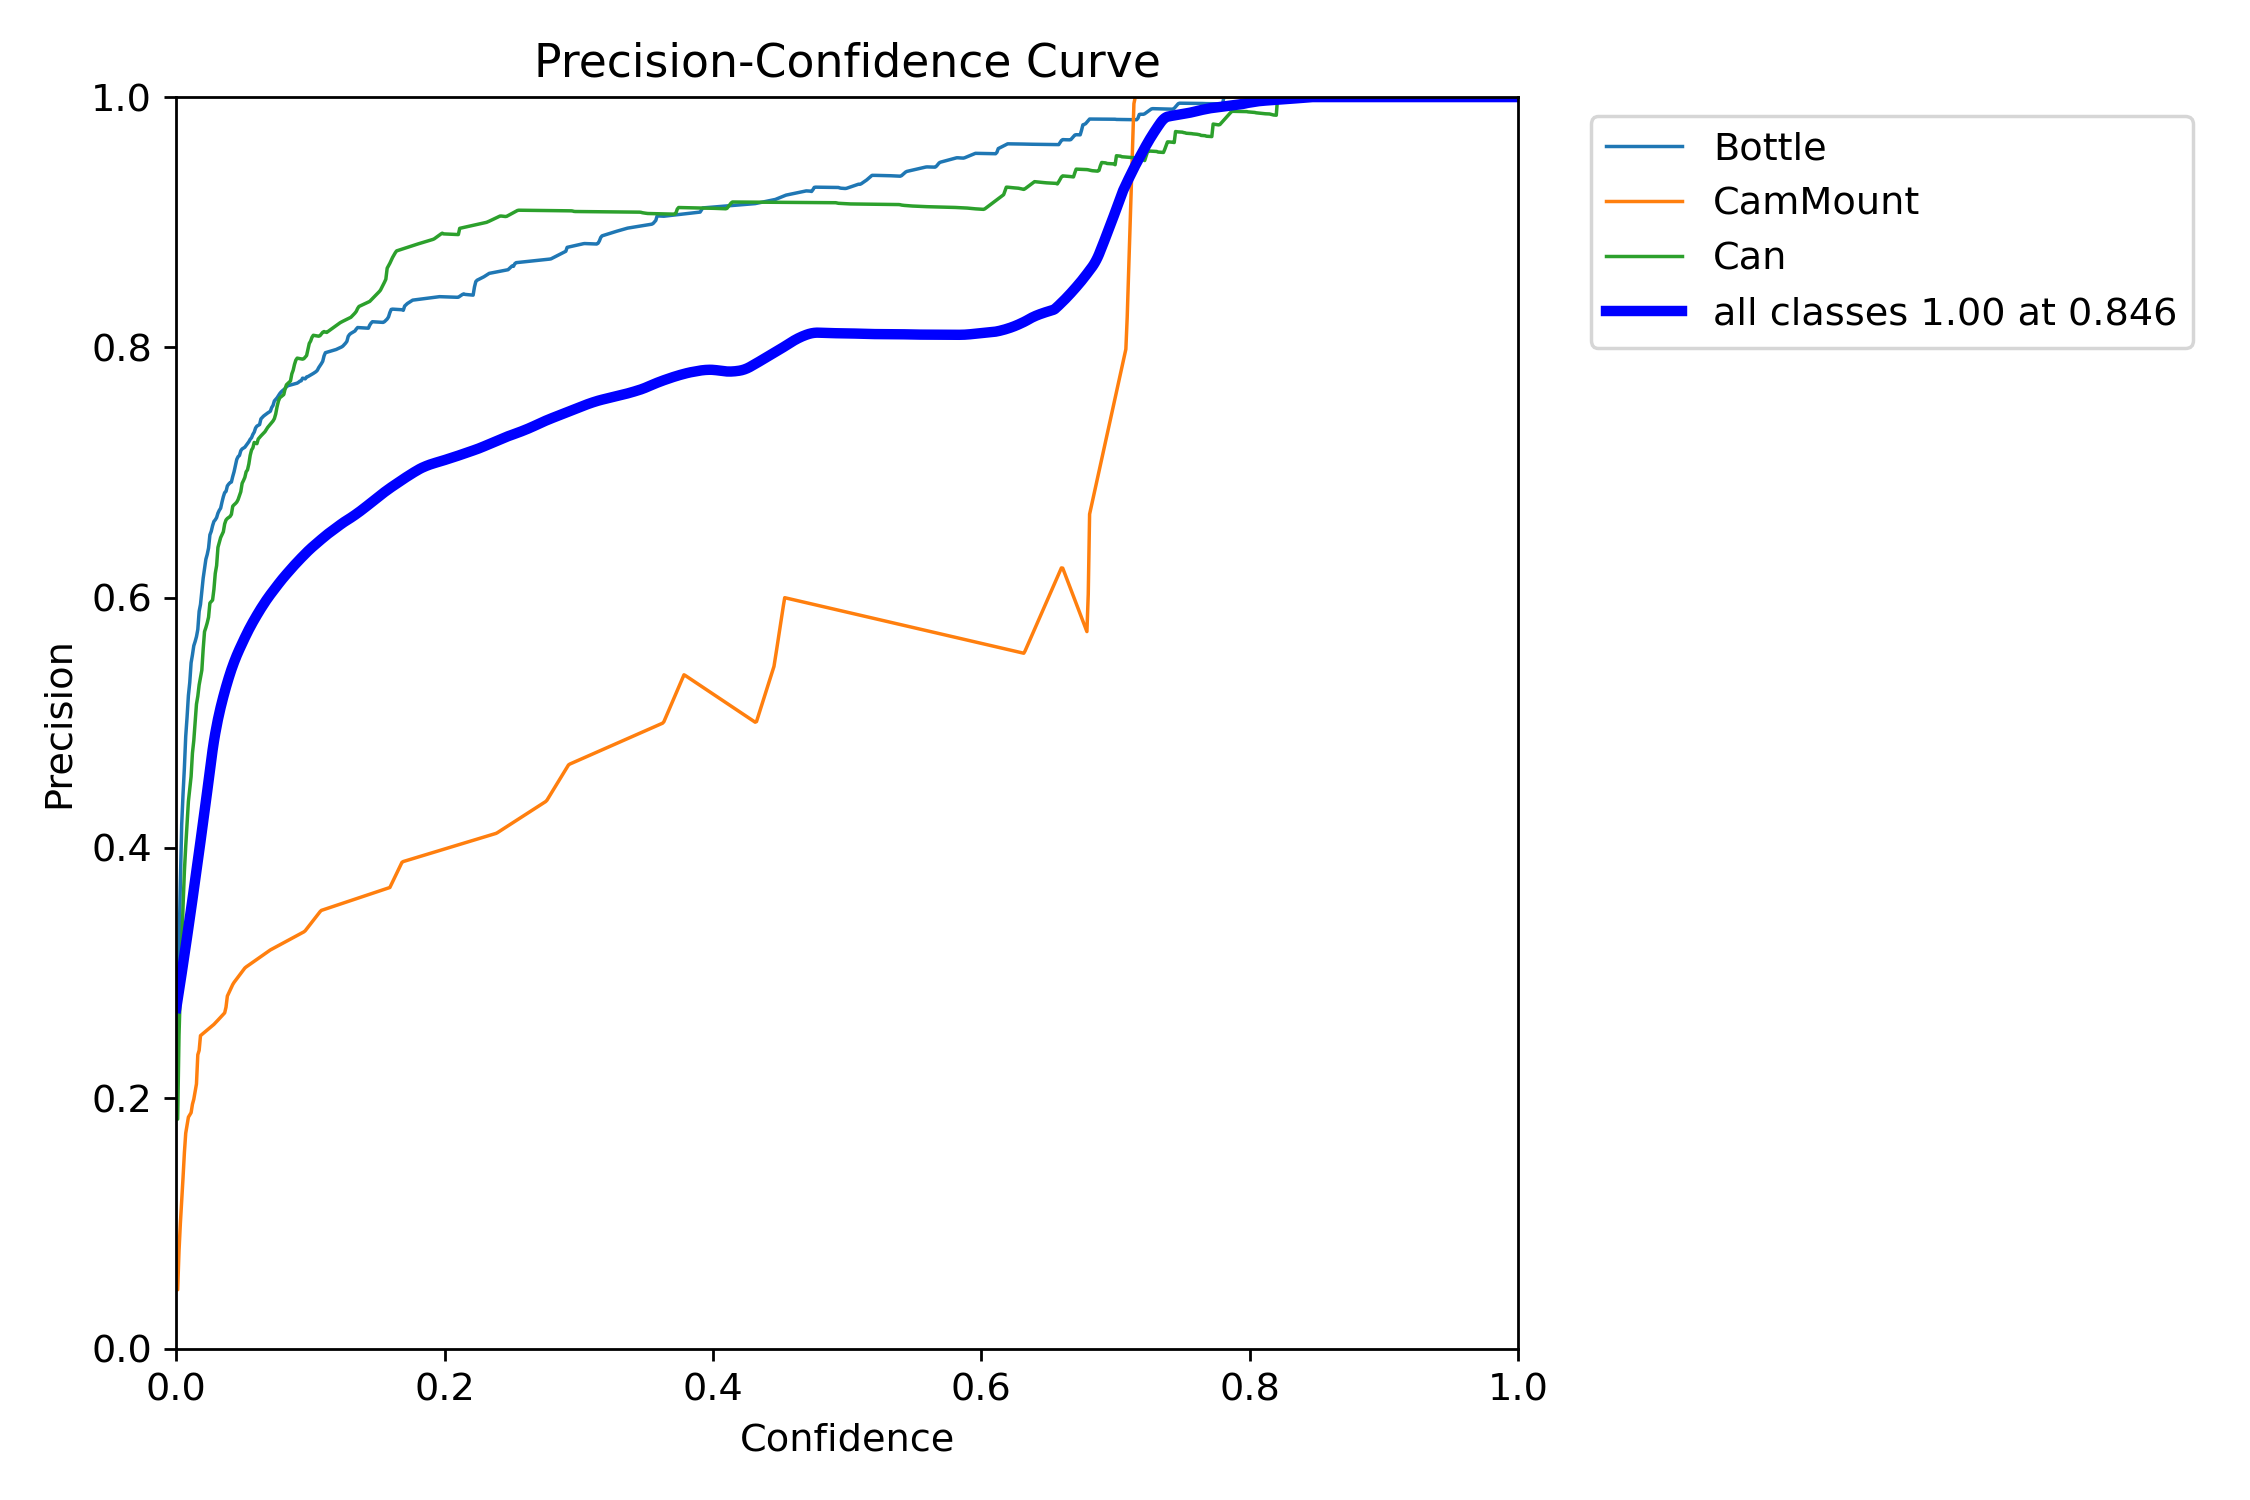 Precision-Confidence Curve
1.0
0.8
0.6
0.4
0.2
0.0
Precision
0.0 0.2 0.4 0.6 0.8 1.0
Confidence
Bottle
CamMount
Can
all classes 1.00 at 0.846